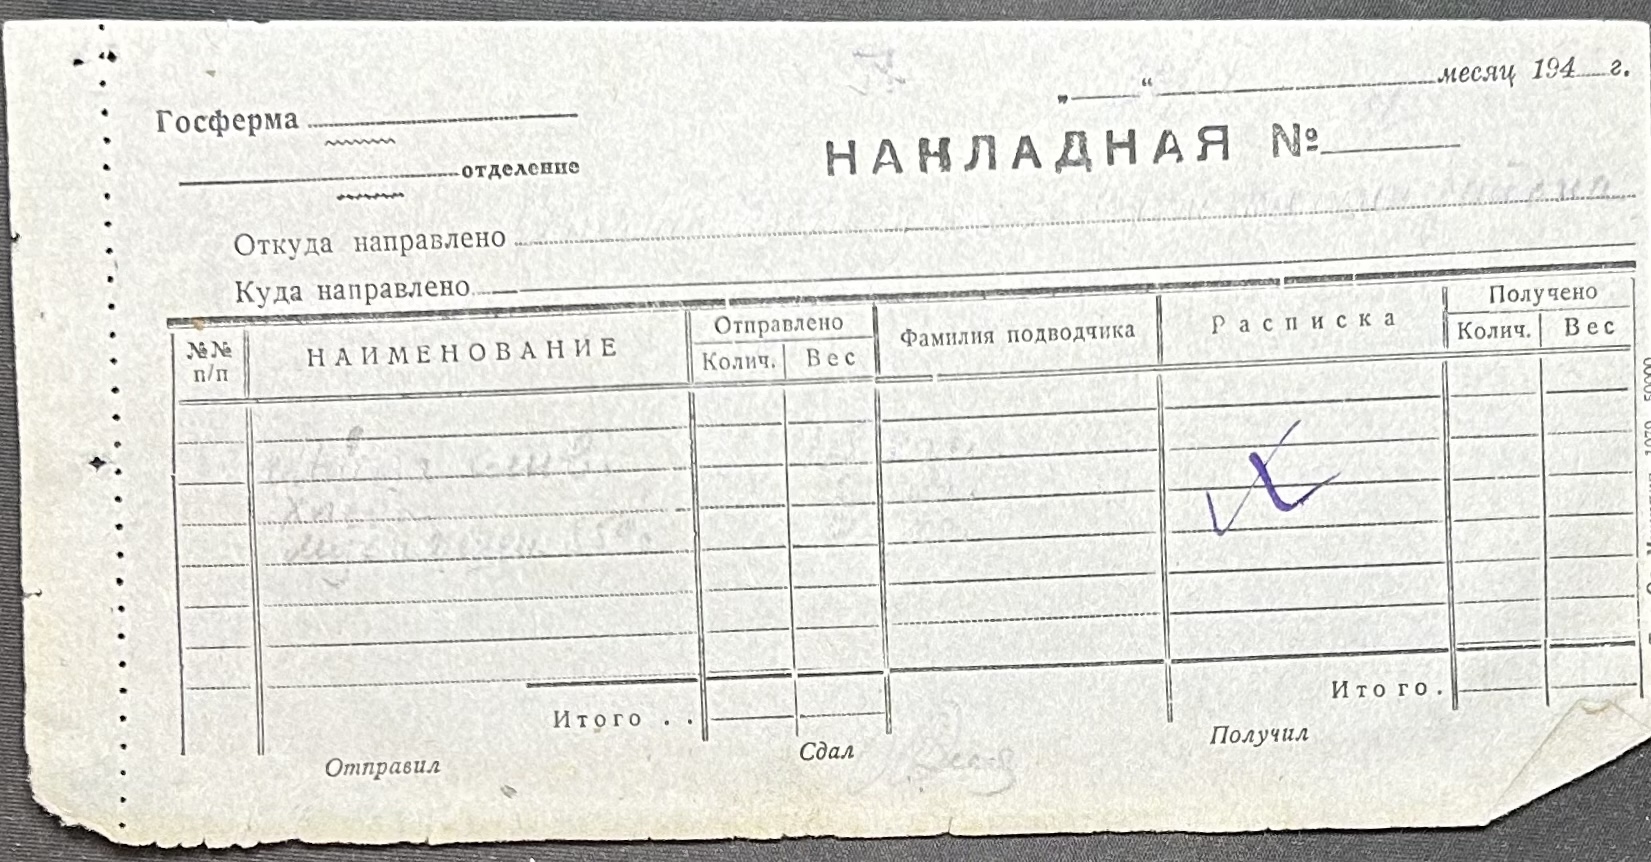 „ “ месяц 194 г.
Госферма
НАКЛАДНАЯ №
отделение
Откуда направлено
Куда направлено
№№ п/п НАИМЕНОВАНИЕ Отправлено Фамилия подводчика Расписка Получено
Колич. Вес Колич. Вес
Итого . . Итого.
Отправил Сдал Получил